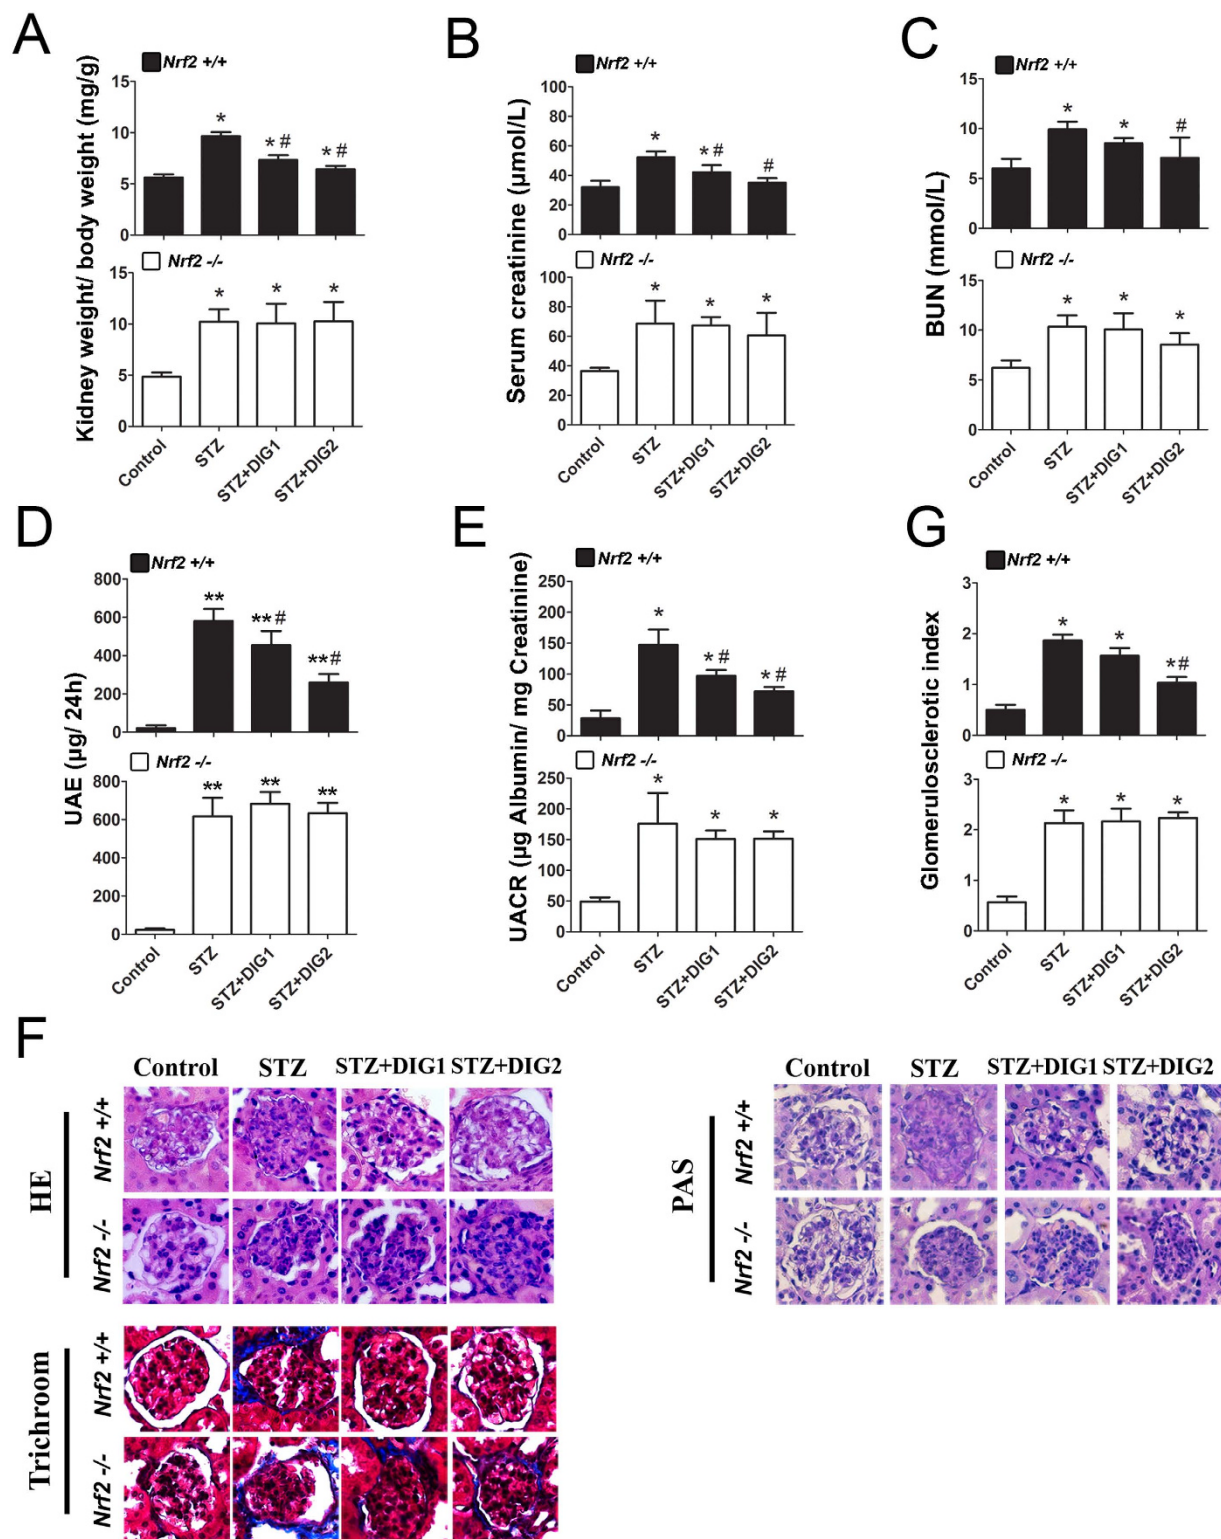 A
Nrf2 +/+
Kidney weight/ body weight (mg/g)
15
10
5
0
* *# *#
Nrf2 -/-
15
10
5
0
* * *
Control STZ STZ+DIG1 STZ+DIG2
B
Nrf2 +/+
Serum creatinine (µmol/L)
100
80
60
40
20
0
* *# #
Nrf2 -/-
100
80
60
40
20
0
* * *
Control STZ STZ+DIG1 STZ+DIG2
C
Nrf2 +/+
BUN (mmol/L)
15
10
5
0
* * #
Nrf2 -/-
15
10
5
0
* * *
Control STZ STZ+DIG1 STZ+DIG2
D
Nrf2 +/+
UAE (µg/ 24h)
800
600
400
200
0
** **# **#
Nrf2 -/-
800
600
400
200
0
** ** **
Control STZ STZ+DIG1 STZ+DIG2
E
Nrf2 +/+
UACR (µg Albumin/ mg Creatinine)
250
200
150
100
50
0
* *# *#
Nrf2 -/-
250
200
150
100
50
0
* * *
Control STZ STZ+DIG1 STZ+DIG2
G
Nrf2 +/+
Glomerulosclerotic index
3
2
1
0
* * *#
Nrf2 -/-
3
2
1
0
* * *
Control STZ STZ+DIG1 STZ+DIG2
F
Control STZ STZ+DIG1 STZ+DIG2
HE
Nrf2 +/+
Nrf2 -/-
Trichroom
Nrf2 +/+
Nrf2 -/-
Control STZ STZ+DIG1 STZ+DIG2
PAS
Nrf2 +/+
Nrf2 -/-